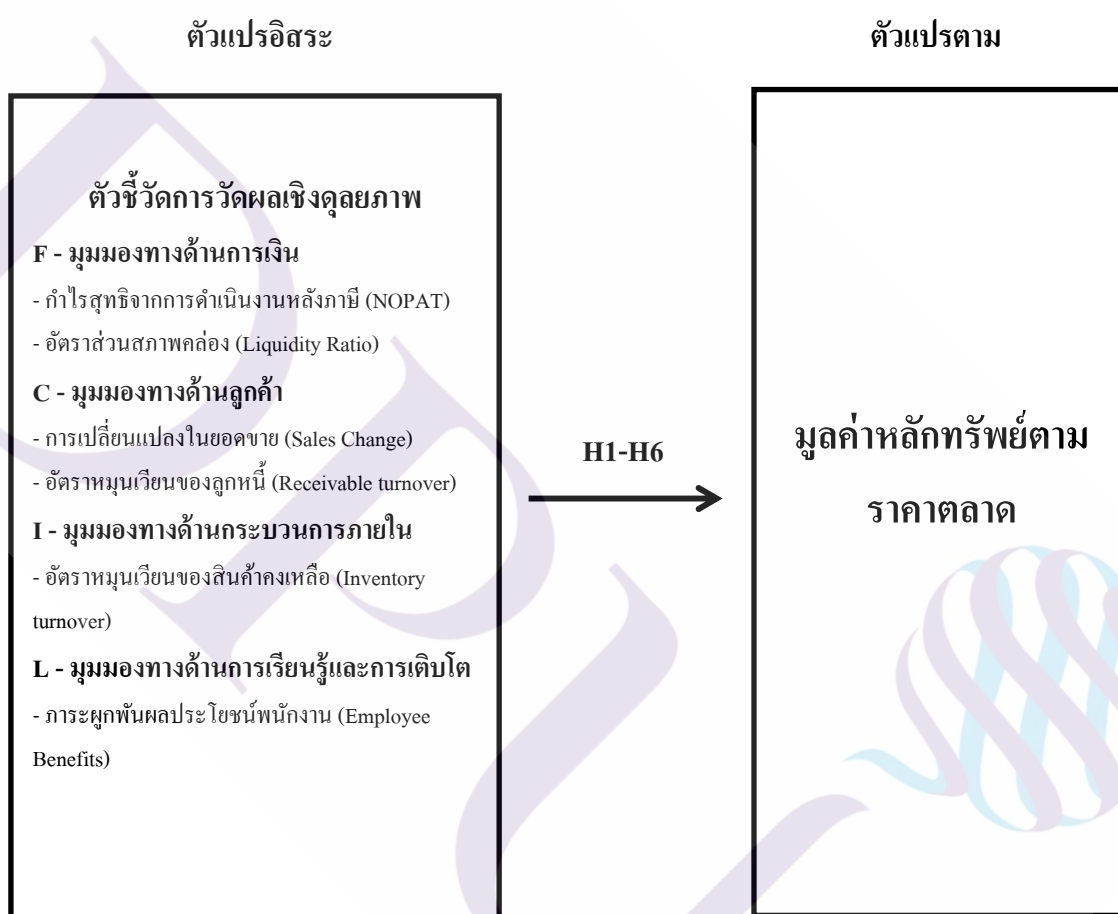 ตัวแปรอิสระ
ตัวแปรตาม
ตัวชี้วัดการวัดผลเชิงดุลยภาพ
F - มุมมองทางด้านการเงิน
- กำไรสุทธิจากการดำเนินงานหลังภาษี (NOPAT)
- อัตราส่วนสภาพคล่อง (Liquidity Ratio)
C - มุมมองทางด้านลูกค้า
- การเปลี่ยนแปลงในยอดขาย (Sales Change)
- อัตราหมุนเวียนของลูกหนี้ (Receivable turnover)
I - มุมมองทางด้านกระบวนการภายใน
- อัตราหมุนเวียนของสินค้าคงเหลือ (Inventory
turnover)
L - มุมมองทางด้านการเรียนรู้และการเติบโต
- ภาระผูกพันผลประโยชน์พนักงาน (Employee
Benefits)
H1-H6
มูลค่าหลักทรัพย์ตาม
ราคาตลาด